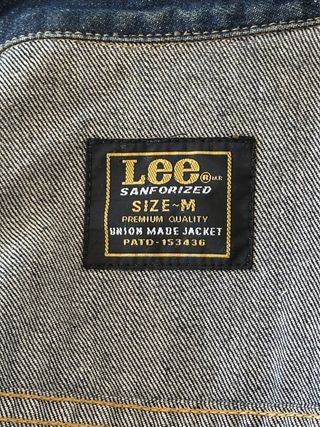 Lee ® M.R.
SANFORIZED
SIZE~M
PREMIUM QUALITY
UNION MADE JACKET
PATD-153436